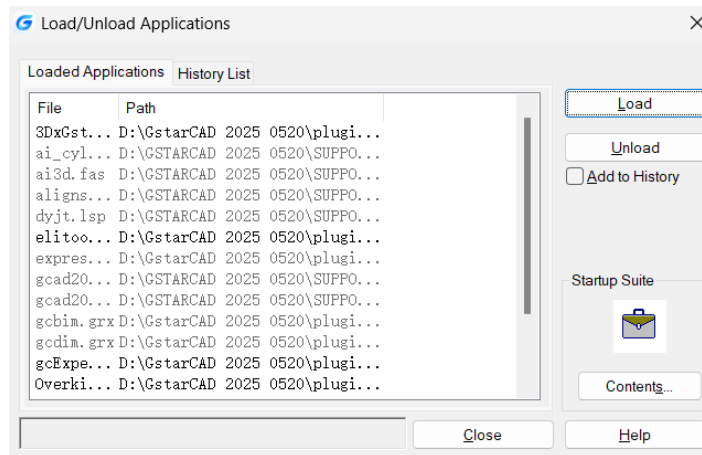 Load/Unload Applications
Loaded Applications History List
File Path
3DxGst... D:\GstarCAD 2025 0520\plugi...
ai_cyl... D:\GSTARCAD 2025 0520\SUPPO...
ai3d.fas D:\GSTARCAD 2025 0520\SUPPO...
aligns... D:\GSTARCAD 2025 0520\SUPPO...
dyjt.lsp D:\GSTARCAD 2025 0520\SUPPO...
elitoo... D:\GstarCAD 2025 0520\plugi...
expres... D:\GstarCAD 2025 0520\plugi...
gcad20... D:\GSTARCAD 2025 0520\SUPPO...
gcad20... D:\GSTARCAD 2025 0520\SUPPO...
gcbim.grx D:\GstarCAD 2025 0520\plugi...
gcdim.grx D:\GstarCAD 2025 0520\plugi...
gcExpe... D:\GstarCAD 2025 0520\plugi...
Overki... D:\GstarCAD 2025 0520\plugi...
Load
Unload
Add to History
Startup Suite
Contents...
Close
Help